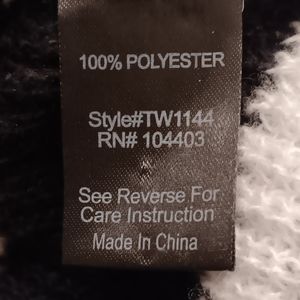 100% POLYESTER
Style#TW1144
RN# 104403
See Reverse For
Care Instruction
Made In China